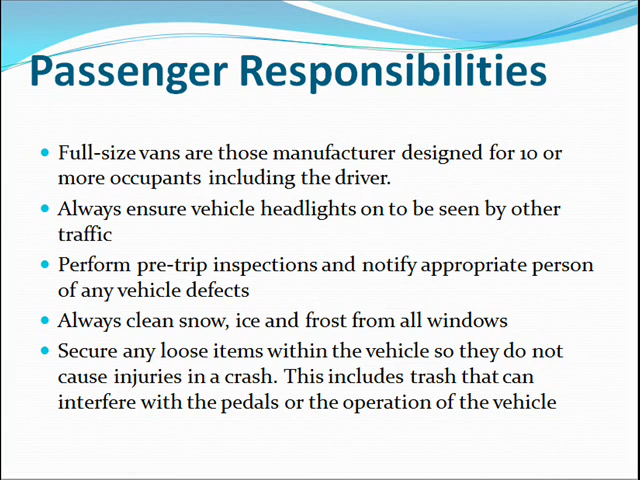 Passenger Responsibilities
Full-size vans are those manufacturer designed for 10 or
more occupants including the driver.
Always ensure vehicle headlights on to be seen by other
traffic
Perform pre-trip inspections and notify appropriate person
of any vehicle defects
Always clean snow, ice and frost from all windows
Secure any loose items within the vehicle so they do not
cause injuries in a crash. This includes trash that can
interfere with the pedals or the operation of the vehicle